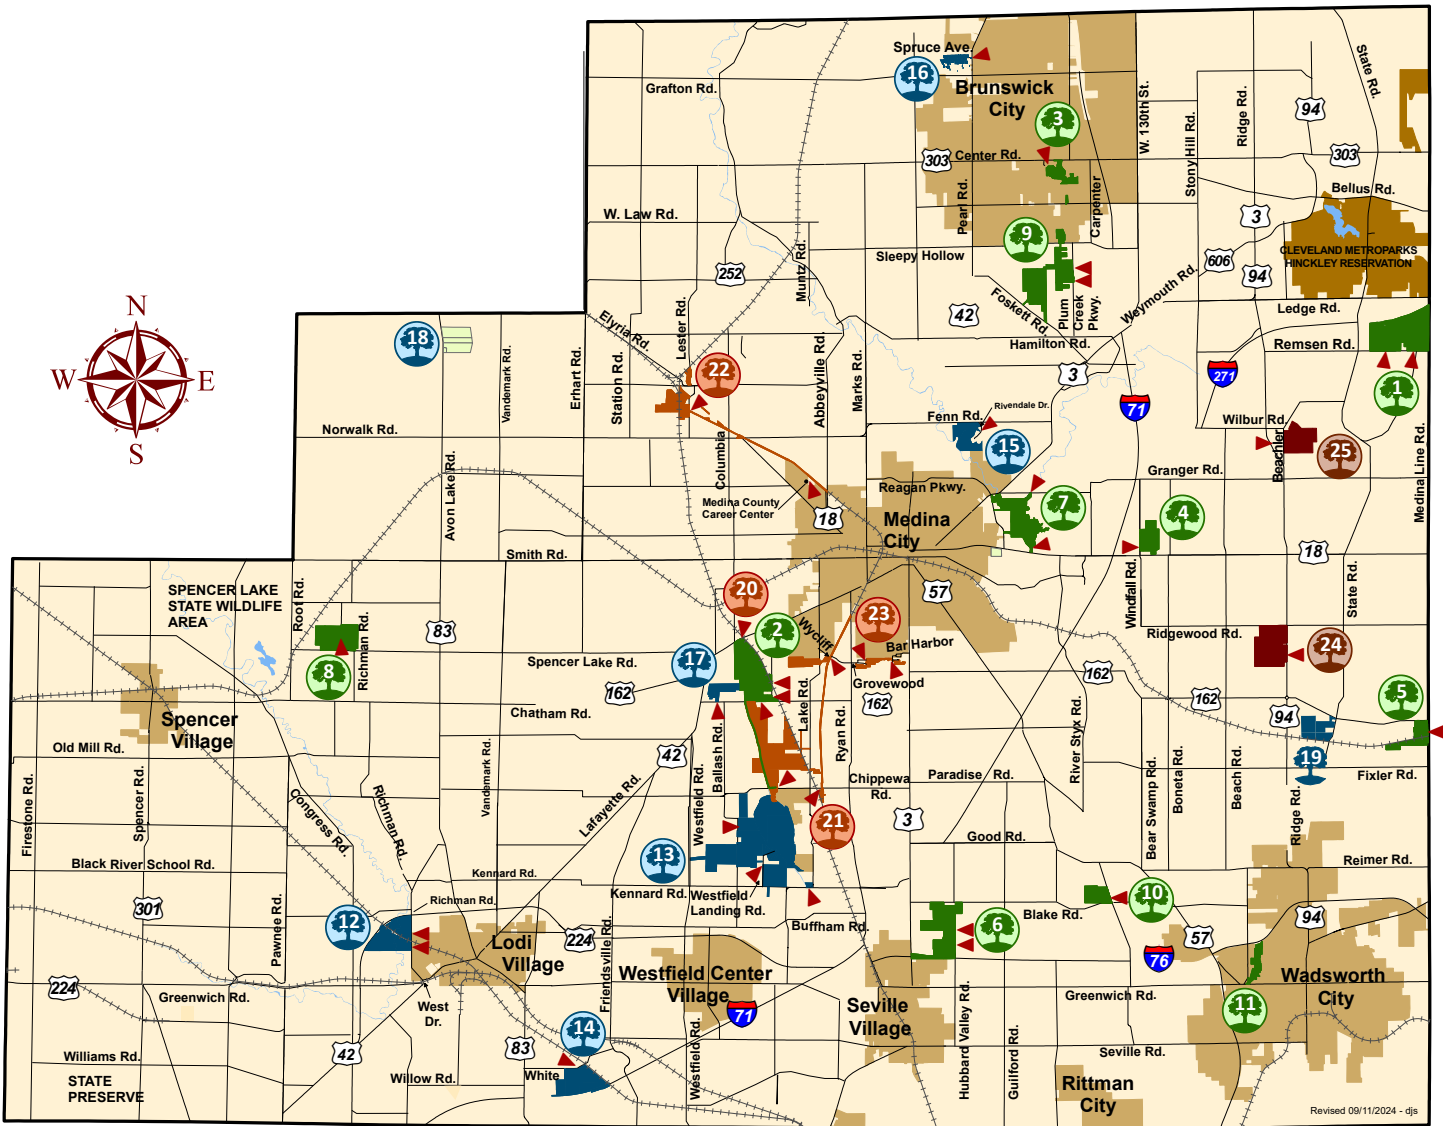 Spruce Ave.
16
Grafton Rd.
Brunswick
City
State Rd.
94
Ridge Rd.
W. 130th St.
Stony Hill Rd.
3
303
Center Rd.
303
Bellus Rd.
Pearl Rd.
Carpenter
W. Law Rd.
3
9
Sleepy Hollow
606
CLEVELAND METROPARKS
HINCKLEY RESERVATION
94
252
Muntz Rd.
Weymouth Rd.
Foskett Rd.
Plum
Creek
Pkwy.
42
Ledge Rd.
N
W
E
S
18
Elyria Rd.
Lester Rd.
Hamilton Rd.
Remsen Rd.
Vandemark Rd.
Erhart Rd.
Station Rd.
22
Abbeyville Rd.
Marks Rd.
3
271
1
71
Norwalk Rd.
Fenn Rd.
Rivendale Dr.
Wilbur Rd.
15
Beachler
25
Medina Line Rd.
Avon Lake Rd.
Columbia
Granger Rd.
Reagan Pkwy.
Medina County
Career Center
18
Medina
City
7
4
Smith Rd.
18
SPENCER LAKE
STATE WILDLIFE
AREA
Roof Rd.
Richman Rd.
83
20
57
Windfall Rd.
State Rd.
23
2
Wycliff
Bar Harbor
Ridgewood Rd.
24
8
17
Spencer Lake Rd.
Grovewood
162
162
162
162
5
Lake Rd.
Chatham Rd.
Spencer
Village
94
Old Mill Rd.
Ballash Rd.
Ryan Rd.
River Styx Rd.
42
19
Fixler Rd.
Firestone Rd.
Spencer Rd.
Congress Rd.
Richman Rd.
Vandemark Rd.
Lafayette Rd.
Westfield Rd.
Chippewa
Rd.
Paradise Rd.
Bear Swamp Rd.
Boneta Rd.
Beach Rd.
Ridge Rd.
21
3
Good Rd.
Black River School Rd.
13
Reimer Rd.
Kennard Rd.
Kennard Rd.
Westfield
Landing Rd.
10
301
Pawnee Rd.
Richman Rd.
12
Blake Rd.
94
Buffham Rd.
6
Lodi
Village
224
Friendsville Rd.
57
76
Westfield Center
Village
Wadsworth
City
224
Greenwich Rd.
West
Dr.
71
Seville
Village
Greenwich Rd.
11
14
Hubbard Valley Rd.
Guilford Rd.
Williams Rd.
42
83
Westfield Rd.
Seville Rd.
STATE
PRESERVE
Willow Rd.
White
Rittman
City
Revised 09/11/2024 - djs